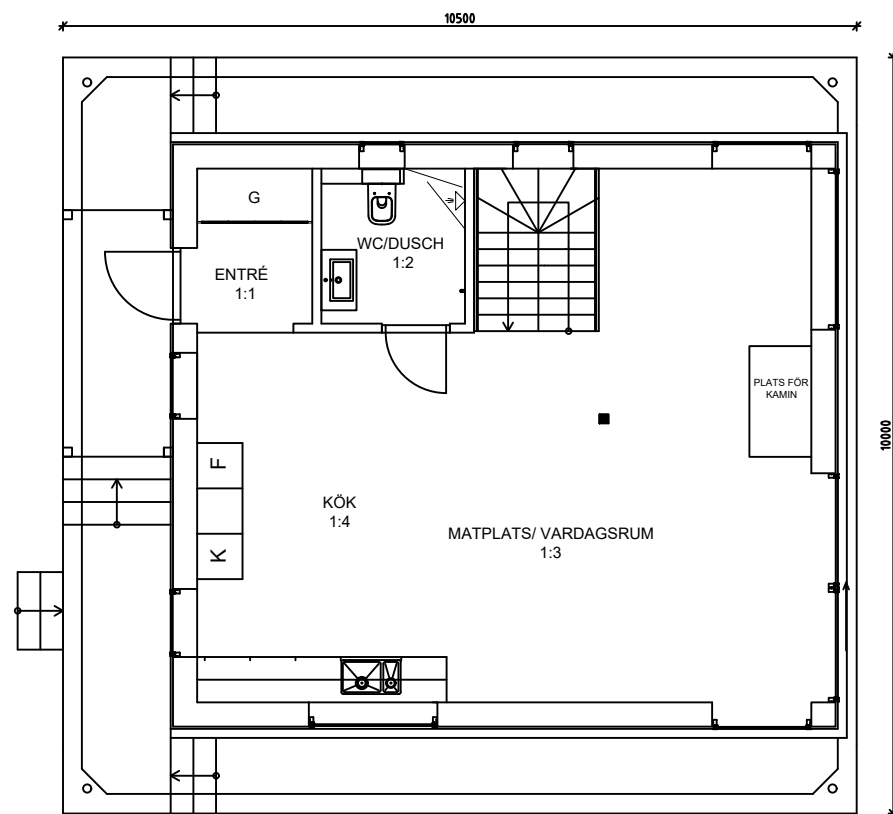 10500
G
WC/DUSCH
1:2
ENTRÉ
1:1
PLATS FÖR
KAMIN
10000
F
KÖK
1:4
MATPLATS/ VARDAGSRUM
1:3
K